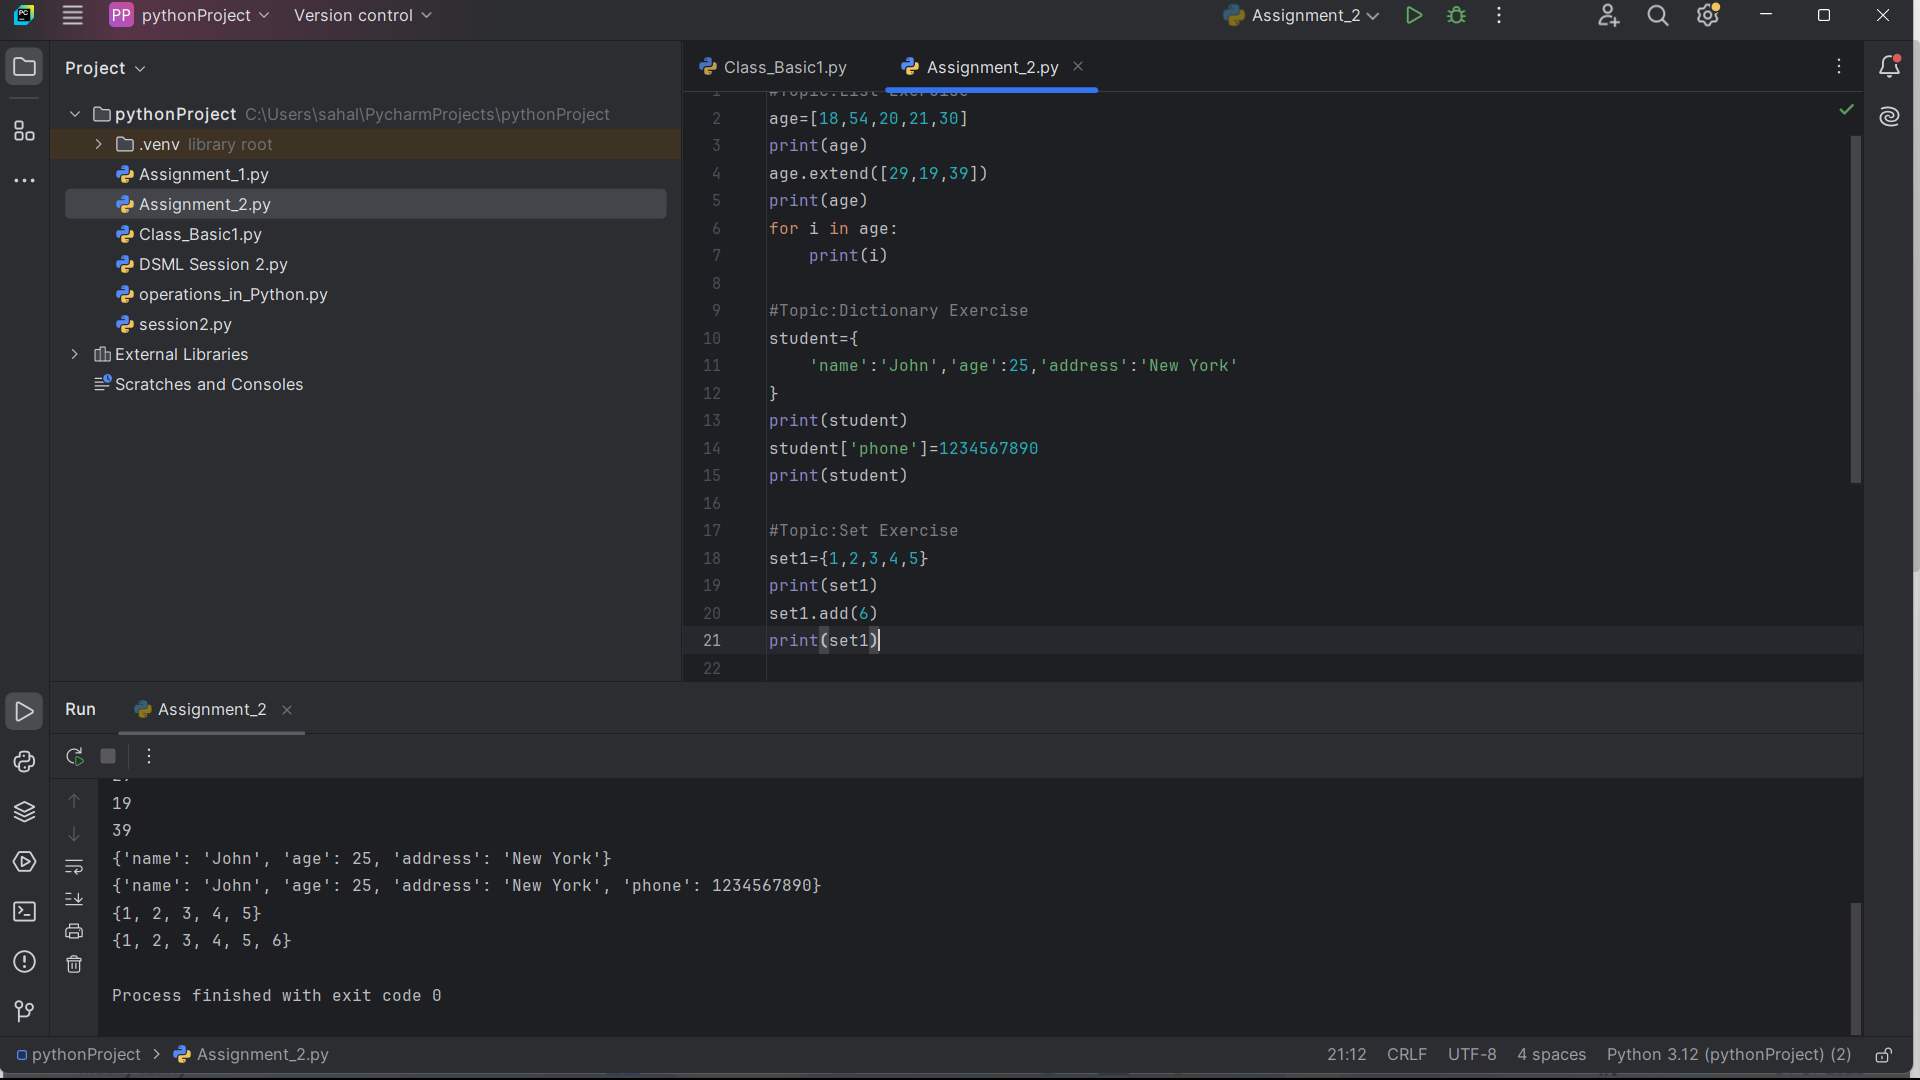 PP pythonProject Version control Assignment_2
Project
Class_Basic1.py Assignment_2.py
pythonProject C:\Users\sahal\PycharmProjects\pythonProject
.venv library root
Assignment_1.py
Assignment_2.py
Class_Basic1.py
DSML Session 2.py
operations_in_Python.py
session2.py
External Libraries
Scratches and Consoles
1 #Topic:List Exercise
2 age=[18,54,20,21,30]
3 print(age)
4 age.extend([29,19,39])
5 print(age)
6 for i in age:
7     print(i)
8
9 #Topic:Dictionary Exercise
10 student={
11     'name':'John','age':25,'address':'New York'
12 }
13 print(student)
14 student['phone']=1234567890
15 print(student)
16
17 #Topic:Set Exercise
18 set1={1,2,3,4,5}
19 print(set1)
20 set1.add(6)
21 print(set1)
22
Run Assignment_2
19
39
{'name': 'John', 'age': 25, 'address': 'New York'}
{'name': 'John', 'age': 25, 'address': 'New York', 'phone': 1234567890}
{1, 2, 3, 4, 5}
{1, 2, 3, 4, 5, 6}
Process finished with exit code 0
pythonProject > Assignment_2.py 21:12 CRLF UTF-8 4 spaces Python 3.12 (pythonProject) (2)